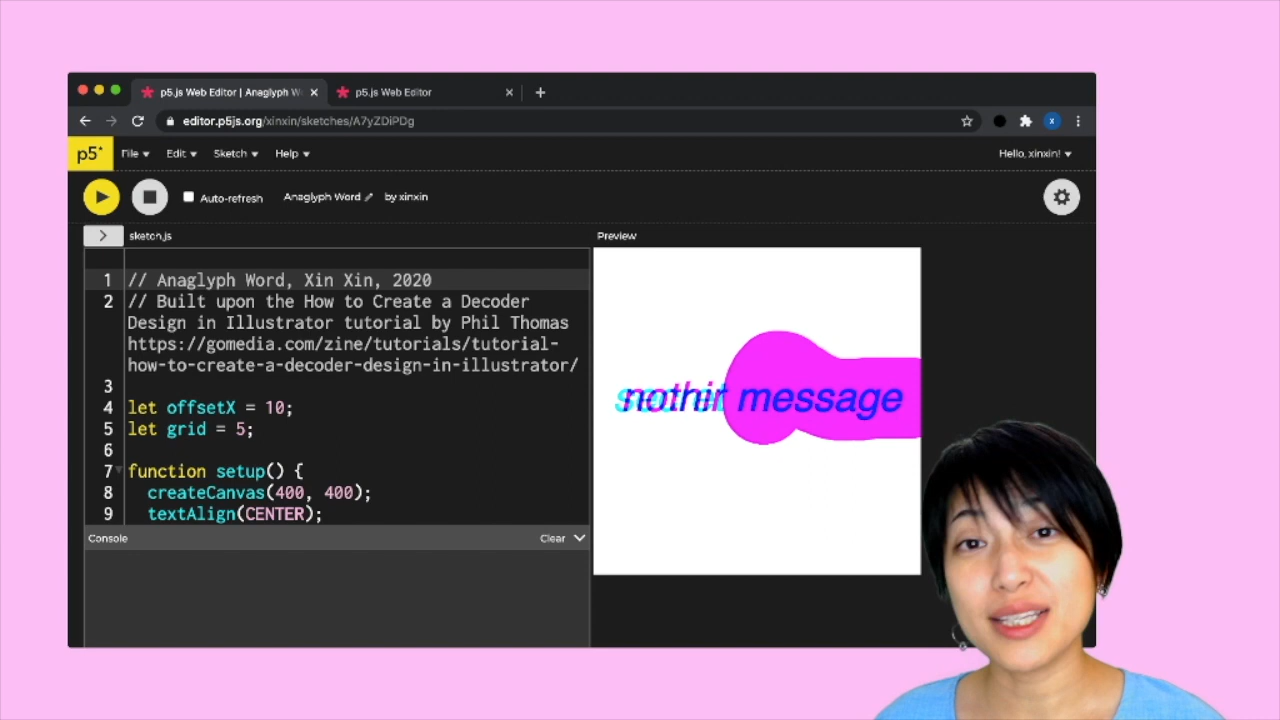 p5.js Web Editor | Anaglyph W
p5.js Web Editor
editor.p5js.org/xinxin/sketches/A7yZDiPDg
x
p5*
File
Edit
Sketch
Help
Hello, xinxin!
Auto-refresh
Anaglyph Word
by xinxin
sketch.js
Preview
1 // Anaglyph Word, Xin Xin, 2020
2 // Built upon the How to Create a Decoder
Design in Illustrator tutorial by Phil Thomas
https://gomedia.com/zine/tutorials/tutorial-
how-to-create-a-decoder-design-in-illustrator/
3
4 let offsetX = 10;
5 let grid = 5;
6
7 function setup() {
8 createCanvas(400, 400);
9 textAlign(CENTER);
message
Console
Clear